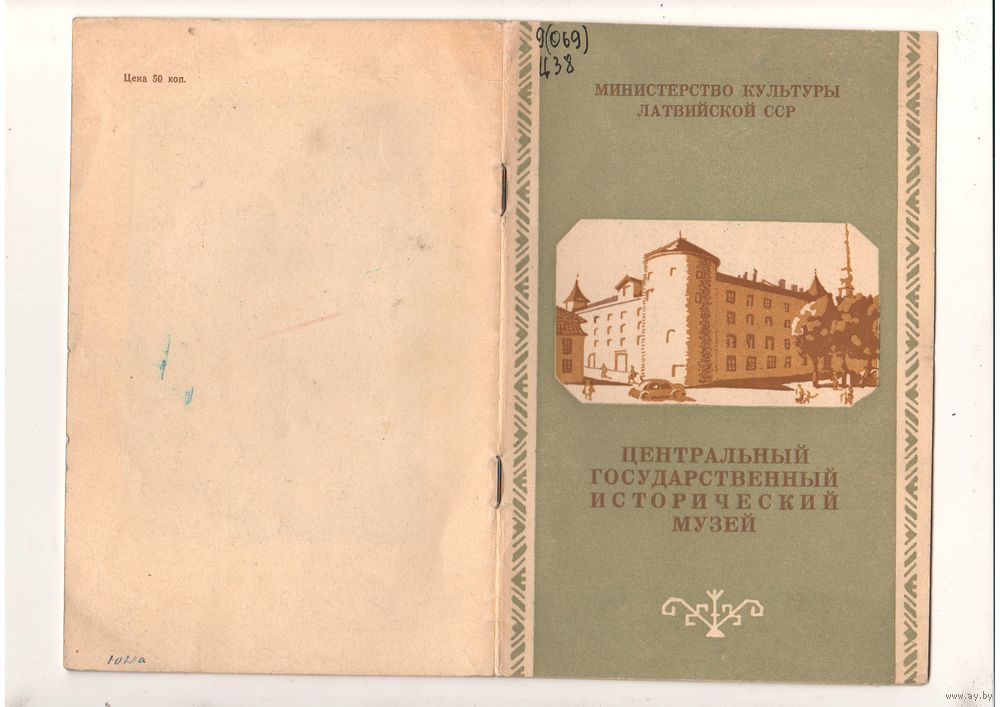 Цена 50 коп.
9(069)
Ц38
МИНИСТЕРСТВО КУЛЬТУРЫ
ЛАТВИЙСКОЙ ССР
ЦЕНТРАЛЬНЫЙ
ГОСУДАРСТВЕННЫЙ
ИСТОРИЧЕСКИЙ
МУЗЕЙ
www.ay.by